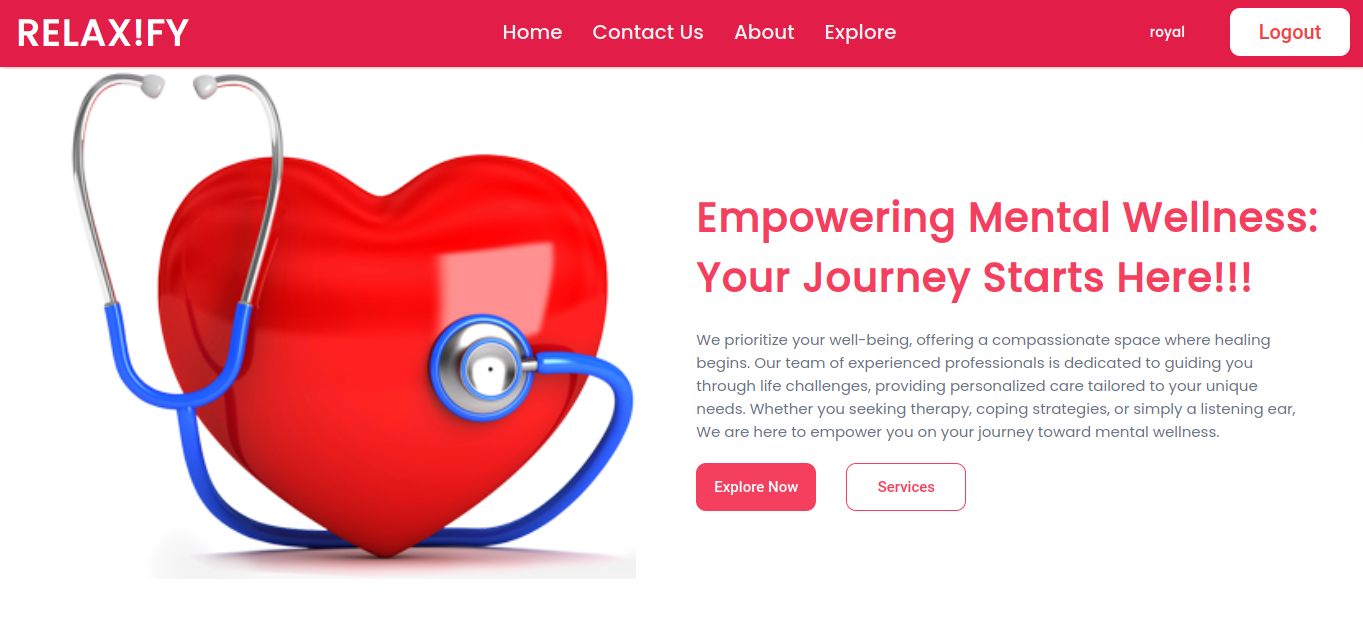 RELAX!FY
Home
Contact Us
About
Explore
royal
Logout
Empowering Mental Wellness:
Your Journey Starts Here!!!
We prioritize your well-being, offering a compassionate space where healing
begins. Our team of experienced professionals is dedicated to guiding you
through life challenges, providing personalized care tailored to your unique
needs. Whether you seeking therapy, coping strategies, or simply a listening ear,
We are here to empower you on your journey toward mental wellness.
Explore Now
Services